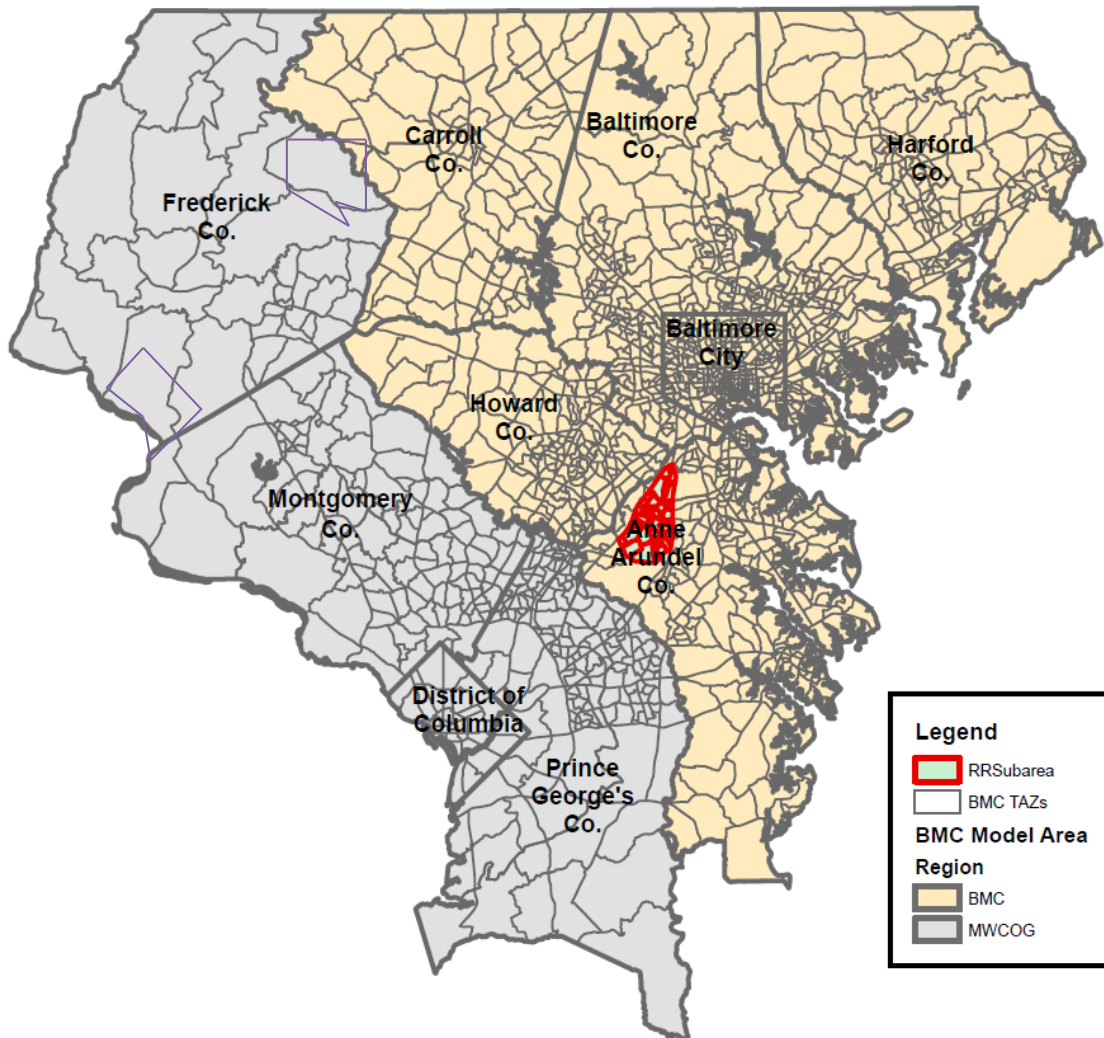 Carroll
Co.
Baltimore
Co.
Harford
Co.
Frederick
Co.
Baltimore
City
Howard
Co.
Montgomery
Co.
Anne
Arundel
Co.
District of
Columbia
Prince
George's
Co.
Legend
RRSubarea
BMC TAZs
BMC Model Area
Region
BMC
MWCOG